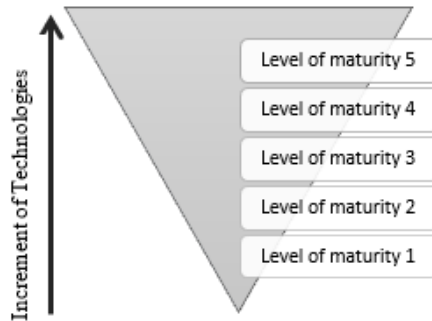 Increment of Technologies
Level of maturity 5
Level of maturity 4
Level of maturity 3
Level of maturity 2
Level of maturity 1